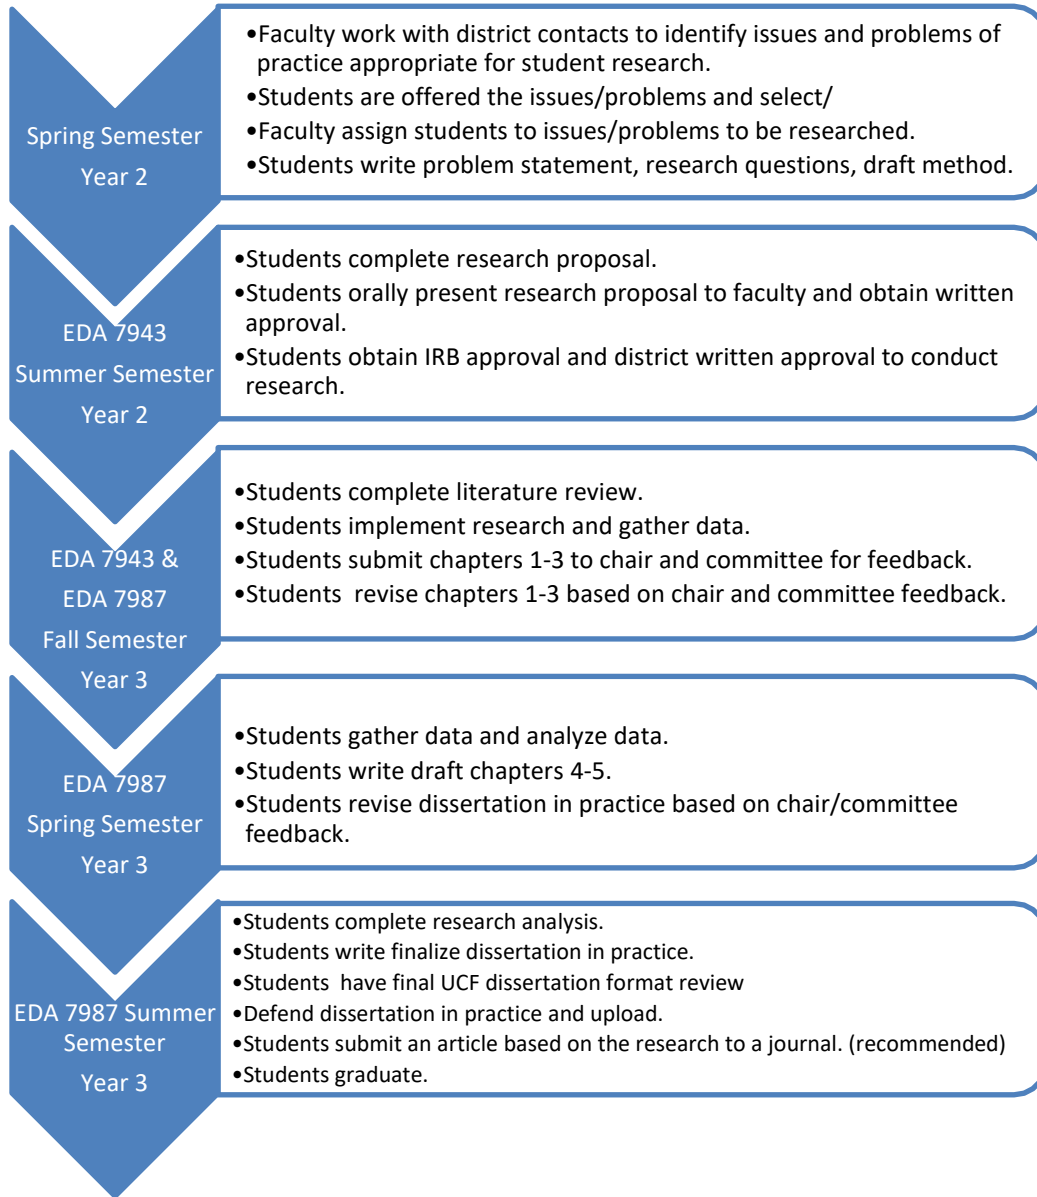 Spring Semester
Year 2
•Faculty work with district contacts to identify issues and problems of
practice appropriate for student research.
•Students are offered the issues/problems and select/
•Faculty assign students to issues/problems to be researched.
•Students write problem statement, research questions, draft method.
EDA 7943
Summer Semester
Year 2
•Students complete research proposal.
•Students orally present research proposal to faculty and obtain written
approval.
•Students obtain IRB approval and district written approval to conduct
research.
EDA 7943 &
EDA 7987
Fall Semester
Year 3
•Students complete literature review.
•Students implement research and gather data.
•Students submit chapters 1-3 to chair and committee for feedback.
•Students  revise chapters 1-3 based on chair and committee feedback.
EDA 7987
Spring Semester
Year 3
•Students gather data and analyze data.
•Students write draft chapters 4-5.
•Students revise dissertation in practice based on chair/committee
feedback.
EDA 7987 Summer
Semester
Year 3
•Students complete research analysis.
•Students write finalize dissertation in practice.
•Students  have final UCF dissertation format review
•Defend dissertation in practice and upload.
•Students submit an article based on the research to a journal. (recommended)
•Students graduate.